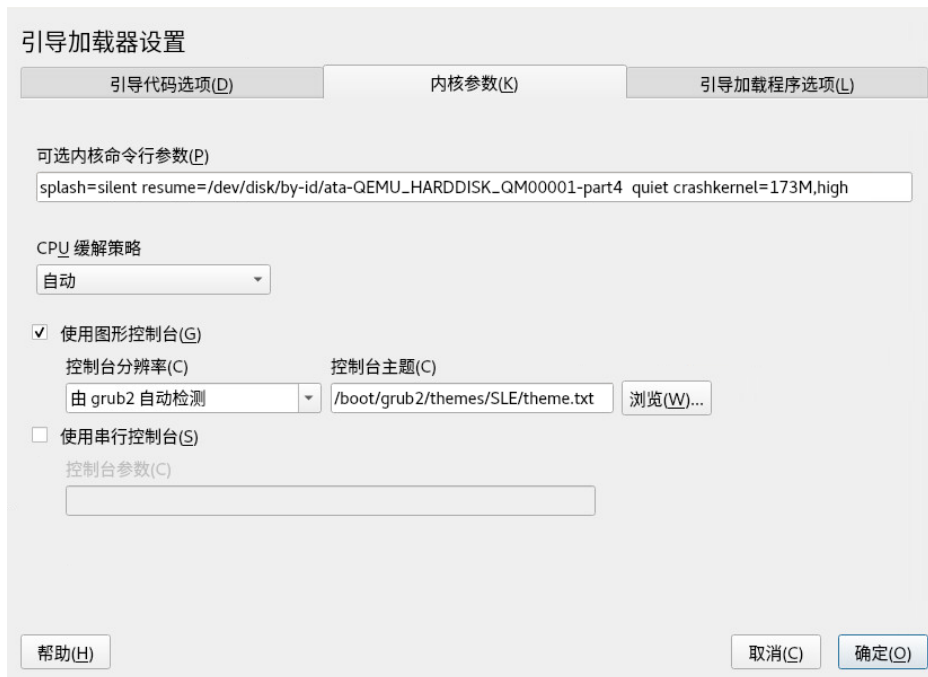 引导加载器设置
引导代码选项(D) 内核参数(K) 引导加载程序选项(L)
可选内核命令行参数(P)
splash=silent resume=/dev/disk/by-id/ata-QEMU_HARDDISK_QM00001-part4  quiet crashkernel=173M,high
CPU 缓解策略
自动
使用图形控制台(G)
控制台分辨率(C) 控制台主题(C)
由 grub2 自动检测 /boot/grub2/themes/SLE/theme.txt 浏览(W)...
使用串行控制台(S)
控制台参数(C)
帮助(H) 取消(C) 确定(O)